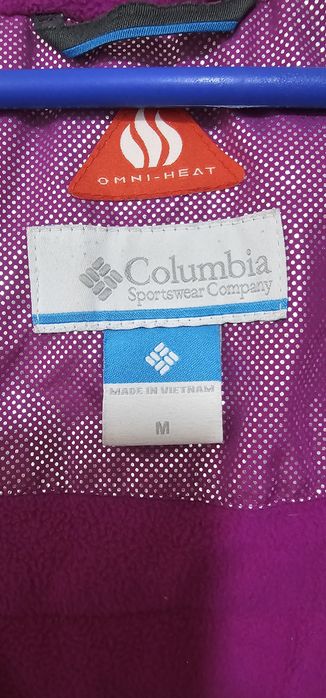 OMNI-HEAT
Columbia
Sportswear Company
MADE IN VIETNAM
M